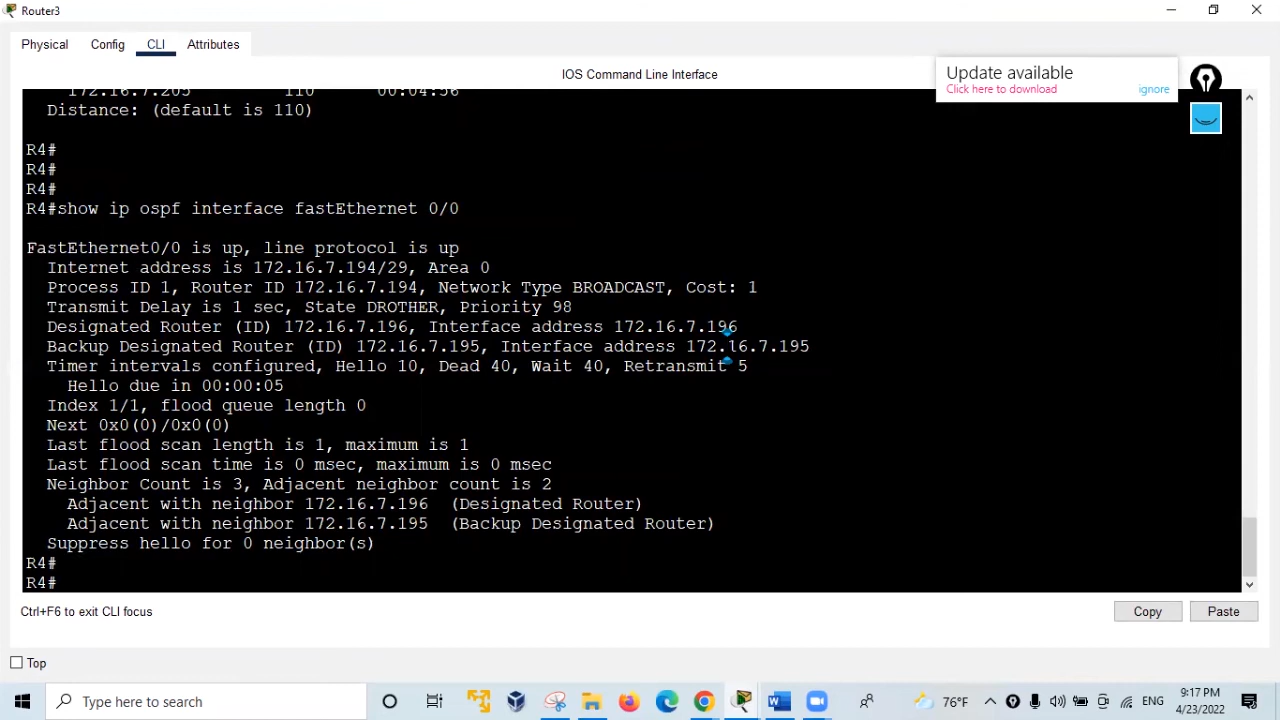 Router3
Physical Config CLI Attributes
IOS Command Line Interface
Update available
Click here to download ignore
172.16.7.205 110 00:04:56
Distance: (default is 110)
R4#
R4#
R4#
R4#show ip ospf interface fastEthernet 0/0
FastEthernet0/0 is up, line protocol is up
Internet address is 172.16.7.194/29, Area 0
Process ID 1, Router ID 172.16.7.194, Network Type BROADCAST, Cost: 1
Transmit Delay is 1 sec, State DROTHER, Priority 98
Designated Router (ID) 172.16.7.196, Interface address 172.16.7.196
Backup Designated Router (ID) 172.16.7.195, Interface address 172.16.7.195
Timer intervals configured, Hello 10, Dead 40, Wait 40, Retransmit 5
Hello due in 00:00:05
Index 1/1, flood queue length 0
Next 0x0(0)/0x0(0)
Last flood scan length is 1, maximum is 1
Last flood scan time is 0 msec, maximum is 0 msec
Neighbor Count is 3, Adjacent neighbor count is 2
Adjacent with neighbor 172.16.7.196 (Designated Router)
Adjacent with neighbor 172.16.7.195 (Backup Designated Router)
Suppress hello for 0 neighbor(s)
R4#
R4#
Ctrl+F6 to exit CLI focus
Copy Paste
Top
Type here to search
76°F
ENG
9:17 PM
4/23/2022